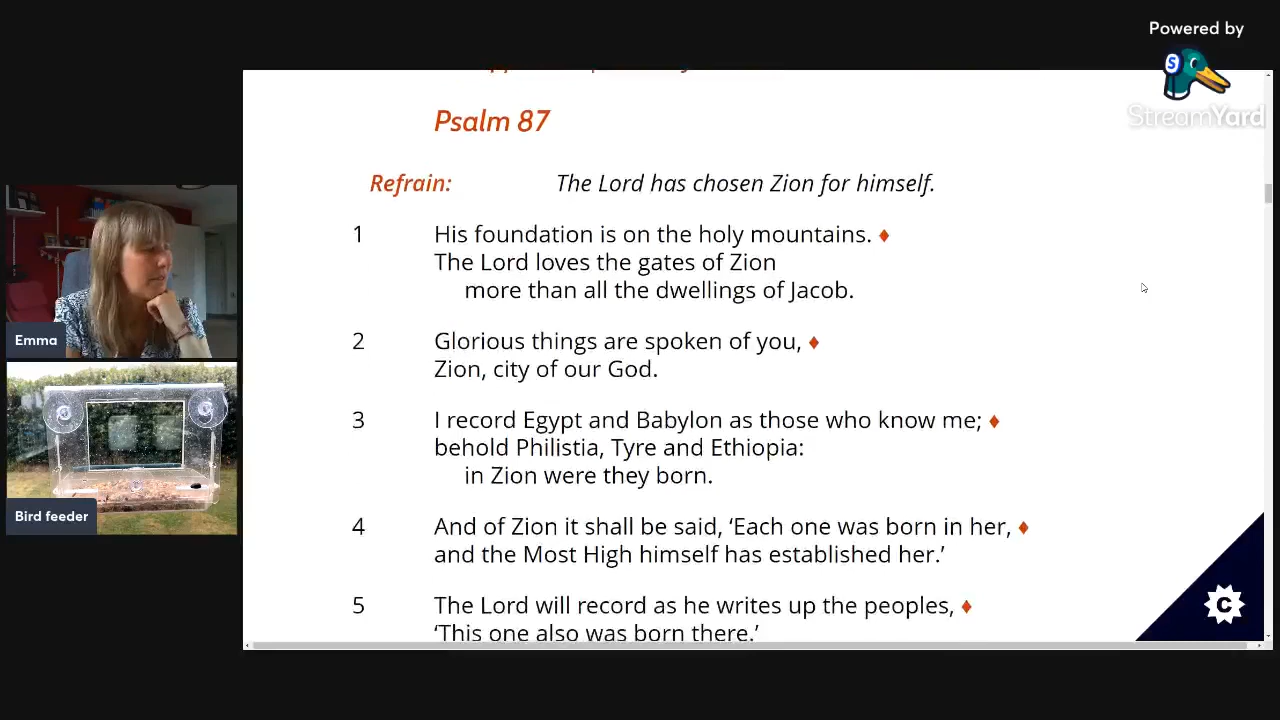 Powered by
S
StreamYard
Psalm 87
Refrain: The Lord has chosen Zion for himself.
1 His foundation is on the holy mountains. ♦
The Lord loves the gates of Zion
more than all the dwellings of Jacob.
2 Glorious things are spoken of you, ♦
Zion, city of our God.
3 I record Egypt and Babylon as those who know me; ♦
behold Philistia, Tyre and Ethiopia:
in Zion were they born.
4 And of Zion it shall be said, ‘Each one was born in her, ♦
and the Most High himself has established her.’
5 The Lord will record as he writes up the peoples, ♦
‘This one also was born there.’
Emma
Bird feeder
C